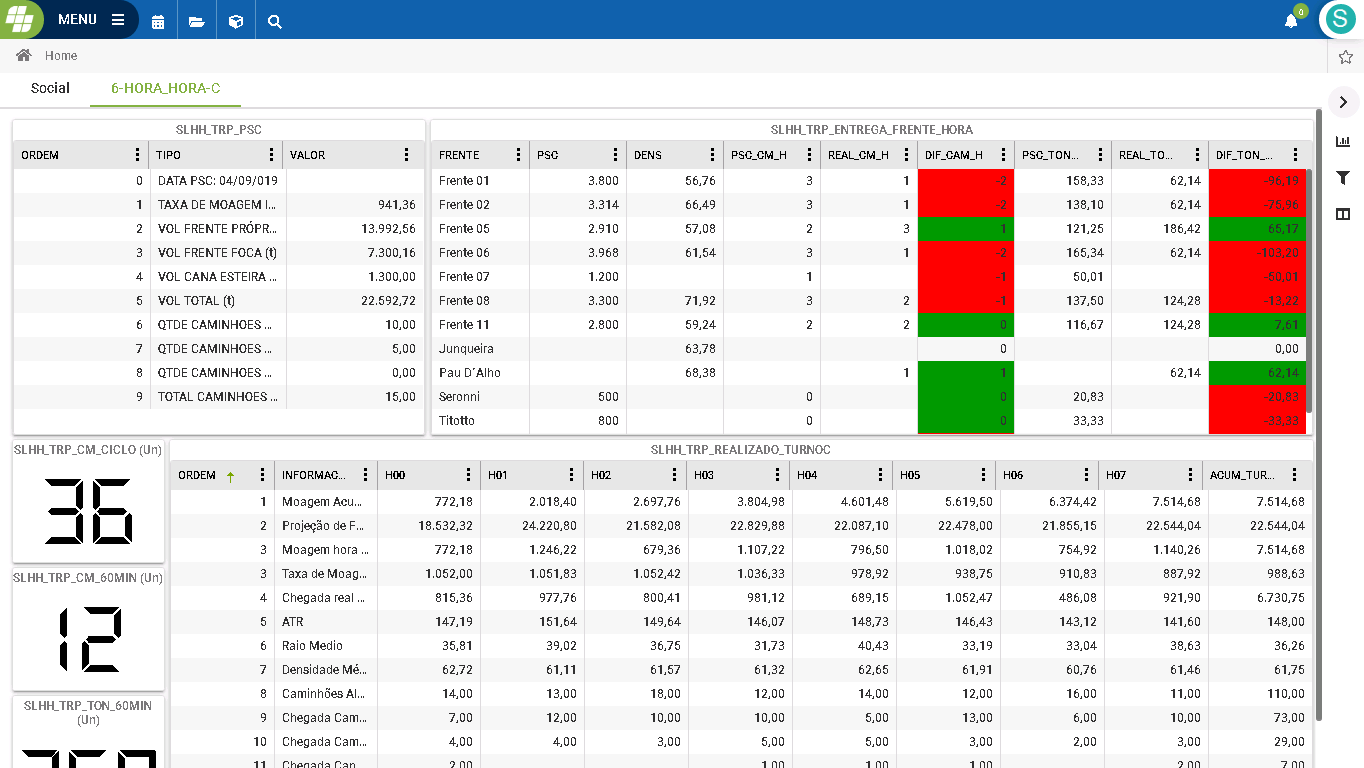 MENU
0
S
Home
Social 6-HORA_HORA-C
SLHH_TRP_PSC
ORDEM TIPO VALOR
0 DATA PSC: 04/09/019
1 TAXA DE MOAGEM I... 941,36
2 VOL FRENTE PRÓPR... 13.992,56
3 VOL FRENTE FOCA (t) 7.300,16
4 VOL CANA ESTEIRA ... 1.300,00
5 VOL TOTAL (t) 22.592,72
6 QTDE CAMINHOES ... 10,00
7 QTDE CAMINHOES ... 5,00
8 QTDE CAMINHOES ... 0,00
9 TOTAL CAMINHOES ... 15,00
SLHH_TRP_ENTREGA_FRENTE_HORA
FRENTE PSC DENS PSC_CM_H REAL_CM_H DIF_CAM_H PSC_TON... REAL_TO... DIF_TON_...
Frente 01 3.800 56,76 3 1 -2 158,33 62,14 -96,19
Frente 02 3.314 66,49 3 1 -2 138,10 62,14 -75,96
Frente 05 2.910 57,08 2 3 1 121,25 186,42 65,17
Frente 06 3.968 61,54 3 1 -2 165,34 62,14 -103,20
Frente 07 1.200 1 -1 50,01 -50,01
Frente 08 3.300 71,92 3 2 -1 137,50 124,28 -13,22
Frente 11 2.800 59,24 2 2 0 116,67 124,28 7,61
Junqueira 63,78 0 0,00
Pau D´Alho 68,38 1 1 62,14 62,14
Seronni 500 0 0 20,83 -20,83
Titotto 800 0 0 33,33 -33,33
SLHH_TRP_CM_CICLO (Un)
36
SLHH_TRP_CM_60MIN (Un)
12
SLHH_TRP_TON_60MIN
(Un)
SLHH_TRP_REALIZADO_TURNOC
ORDEM INFORMAC... H00 H01 H02 H03 H04 H05 H06 H07 ACUM_TUR...
1 Moagem Acu... 772,18 2.018,40 2.697,76 3.804,98 4.601,48 5.619,50 6.374,42 7.514,68 7.514,68
2 Projeção de F... 18.532,32 24.220,80 21.582,08 22.829,88 22.087,10 22.478,00 21.855,15 22.544,04 22.544,04
3 Moagem hora ... 772,18 1.246,22 679,36 1.107,22 796,50 1.018,02 754,92 1.140,26 7.514,68
3 Taxa de Moag... 1.052,00 1.051,83 1.052,42 1.036,33 978,92 938,75 910,83 887,92 988,63
4 Chegada real ... 815,36 977,76 800,41 981,12 689,15 1.052,47 486,08 921,90 6.730,75
5 ATR 147,19 151,64 149,64 146,07 148,73 146,43 143,12 141,60 148,00
6 Raio Medio 35,81 39,02 36,75 31,73 40,43 33,19 33,04 38,63 36,26
7 Densidade Mé... 62,72 61,11 61,57 61,32 62,65 61,91 60,76 61,46 61,75
8 Caminhões Al... 14,00 13,00 18,00 12,00 14,00 12,00 16,00 11,00 110,00
9 Chegada Cam... 7,00 12,00 10,00 10,00 5,00 13,00 6,00 10,00 73,00
10 Chegada Cam... 4,00 4,00 3,00 5,00 5,00 3,00 2,00 3,00 29,00
11 Chegada Can... 2,00 1,00 1,00 1,00 2,00 7,00